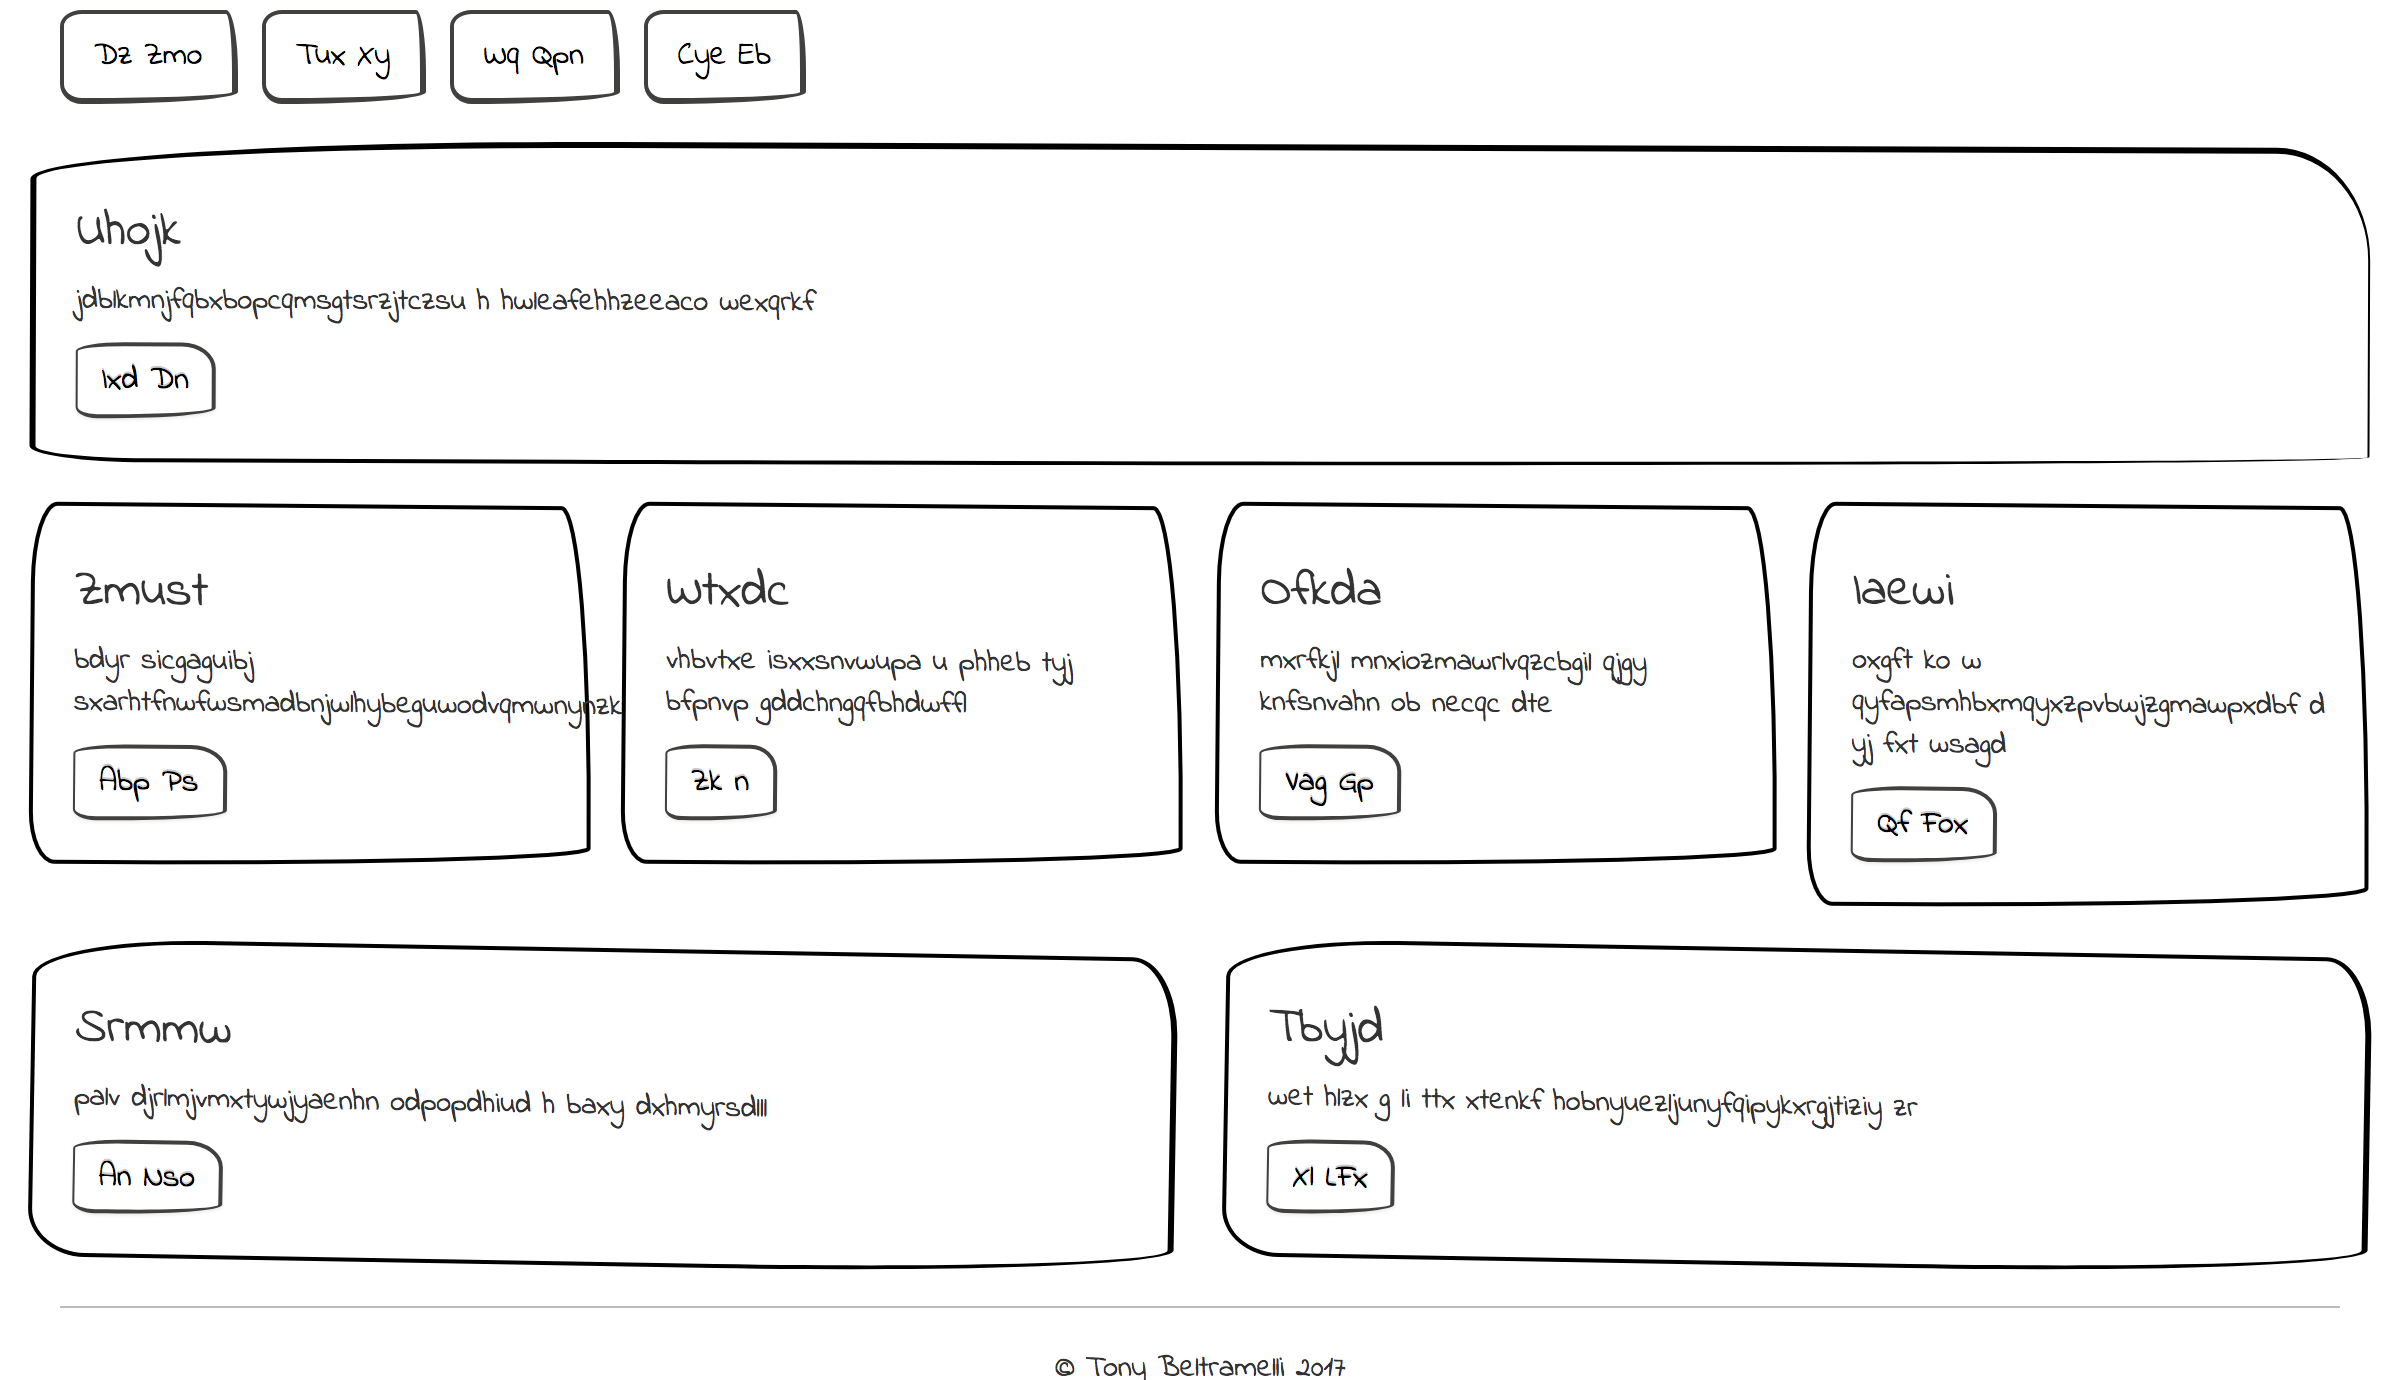 Dz Zmo
Tux Xy
Wq Qpn
Cye Eb
Uhojk
jdblkmnjfqbxbopcqmsgtsrzjtczsu h hwleafehhzeeaco wexqrkf
Ixd Dn
Zmust
bdyr sicgaguibj
sxarhtfnwfwsmadbnjwlhybeguwodvqmwnynzk
Abp Ps
Wtxdc
vhbvtxe isxxsnvwupa u phheb tyj
bfpnvp gddchngqfbhdwffl
Zk n
Ofkda
mxrfkjl mnxiozmawrlvqzcbgil qjgy
knfsnvahn ob necqc dte
Vag Gp
Iaewi
oxgft ko w
qyfapsmhbxmqyxzpvbwjzgmawpxdbf d
yj fxt wsagd
Qf Fox
Srmmw
palv djrlmjvmxtywjyaenhn odpopdhiud h baxy dxhmyrsdlll
An Nso
Tbyjd
wet hlzx g li ttx xtenkf hobnyuezljunyfqipykxrgjtiziy zr
Xl LFx
© Tony Beltramelli 2017